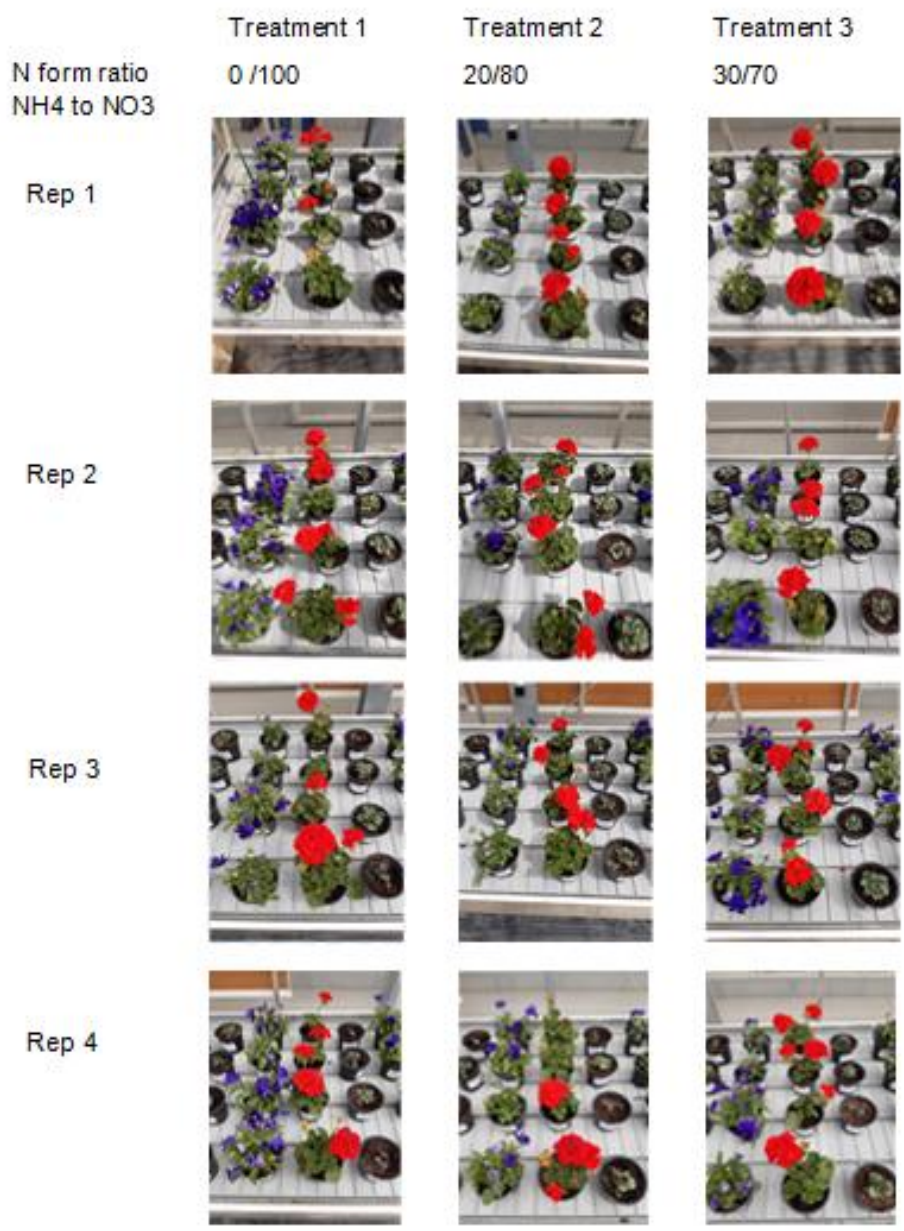 Treatment 1 Treatment 2 Treatment 3
N form ratio 0 /100 20/80 30/70
NH4 to NO3
Rep 1
Rep 2
Rep 3
Rep 4